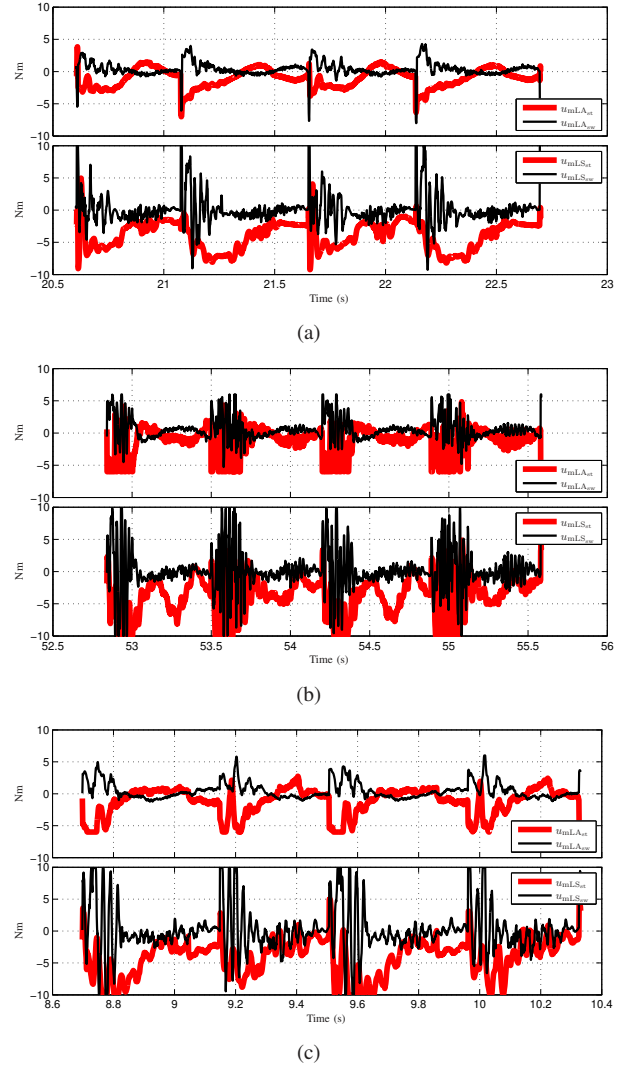 10
5
0
−5
−10
Nm
u_mLA_st
u_mLA_sw
10
5
0
−5
−10
Nm
u_mLS_st
u_mLS_sw
20.5 21 21.5 22 22.5 23
Time (s)
(a)
10
5
0
−5
−10
Nm
u_mLA_st
u_mLA_sw
10
5
0
−5
−10
Nm
u_mLS_st
u_mLS_sw
52.5 53 53.5 54 54.5 55 55.5 56
Time (s)
(b)
10
5
0
−5
−10
Nm
u_mLA_st
u_mLA_sw
10
5
0
−5
−10
Nm
u_mLS_st
u_mLS_sw
8.6 8.8 9 9.2 9.4 9.6 9.8 10 10.2 10.4
Time (s)
(c)